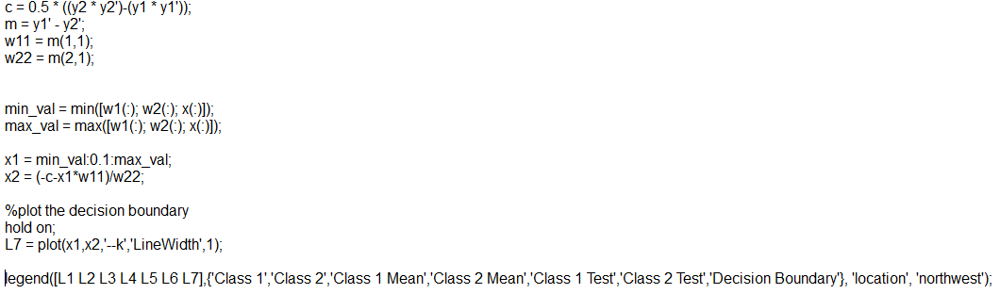 c = 0.5 * ((y2 * y2')-(y1 * y1'));
m = y1' - y2';
w11 = m(1,1);
w22 = m(2,1);
min_val = min([w1(:); w2(:); x(:)]);
max_val = max([w1(:); w2(:); x(:)]);
x1 = min_val:0.1:max_val;
x2 = (-c-x1*w11)/w22;
%plot the decision boundary
hold on;
L7 = plot(x1,x2,'--k','LineWidth',1);
legend([L1 L2 L3 L4 L5 L6 L7],{'Class 1','Class 2','Class 1 Mean','Class 2 Mean','Class 1 Test','Class 2 Test','Decision Boundary'}, 'location', 'northwest');